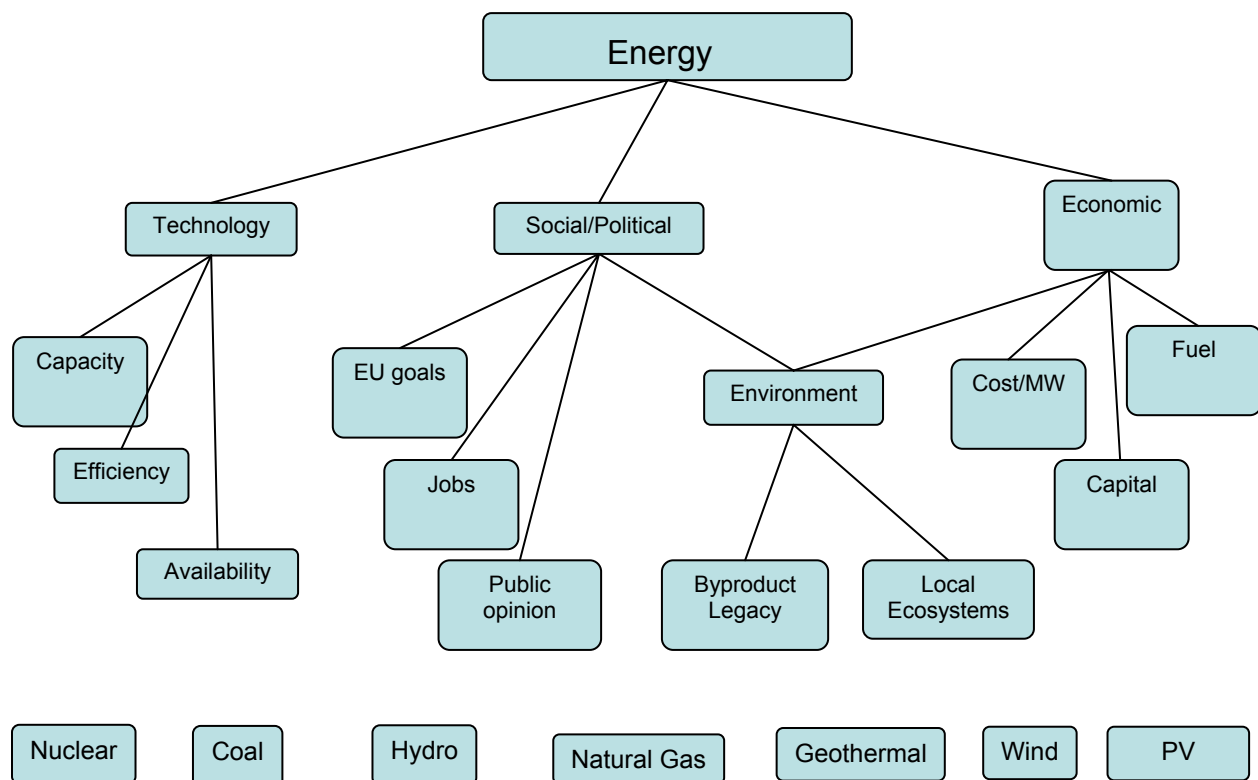 Energy
Technology
Social/Political
Economic
Capacity
EU goals
Environment
Cost/MW
Fuel
Efficiency
Jobs
Capital
Availability
Public
opinion
Byproduct
Legacy
Local
Ecosystems
Nuclear
Coal
Hydro
Natural Gas
Geothermal
Wind
PV